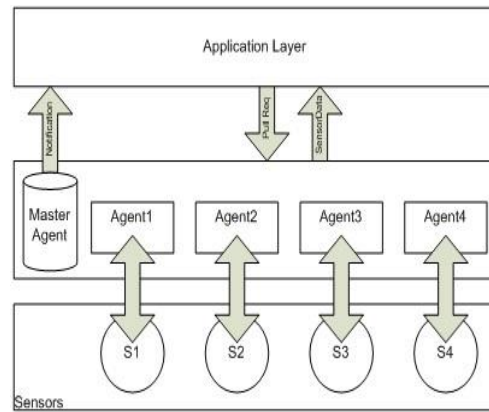 Application Layer
Notification
Pull Req
SensorData
Master
Agent
Agent1
Agent2
Agent3
Agent4
S1
S2
S3
S4
Sensors